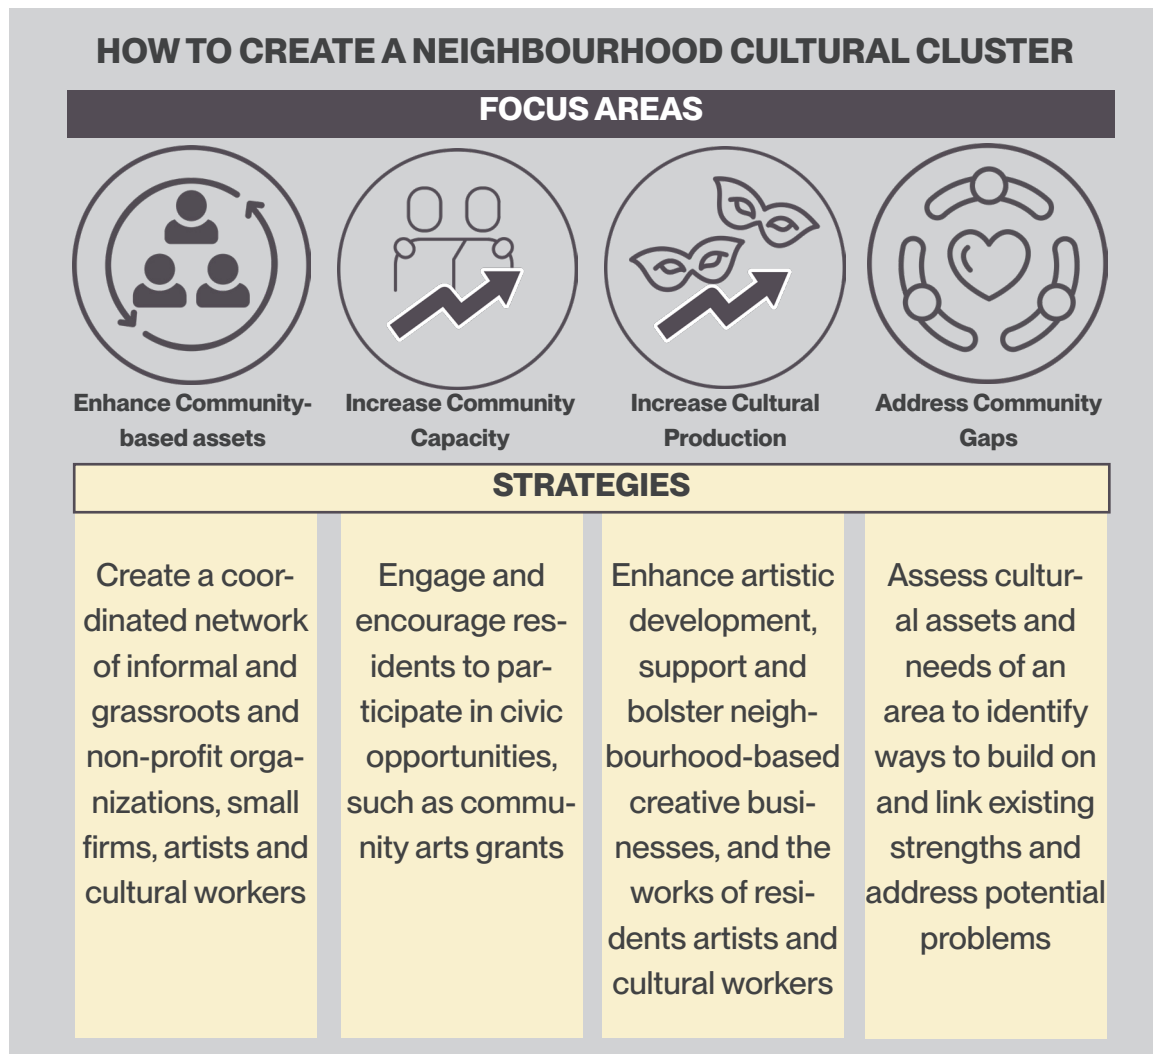 HOW TO CREATE A NEIGHBOURHOOD CULTURAL CLUSTER
FOCUS AREAS
Enhance Community-
based assets
Increase Community
Capacity
Increase Cultural
Production
Address Community
Gaps
STRATEGIES
Create a coor-
dinated network
of informal and
grassroots and
non-profit orga-
nizations, small
firms, artists and
cultural workers
Engage and
encourage res-
idents to par-
ticipate in civic
opportunities,
such as commu-
nity arts grants
Enhance artistic
development,
support and
bolster neigh-
bourhood-based
creative busi-
nesses, and the
works of resi-
dents artists and
cultural workers
Assess cultur-
al assets and
needs of an
area to identify
ways to build on
and link existing
strengths and
address potential
problems